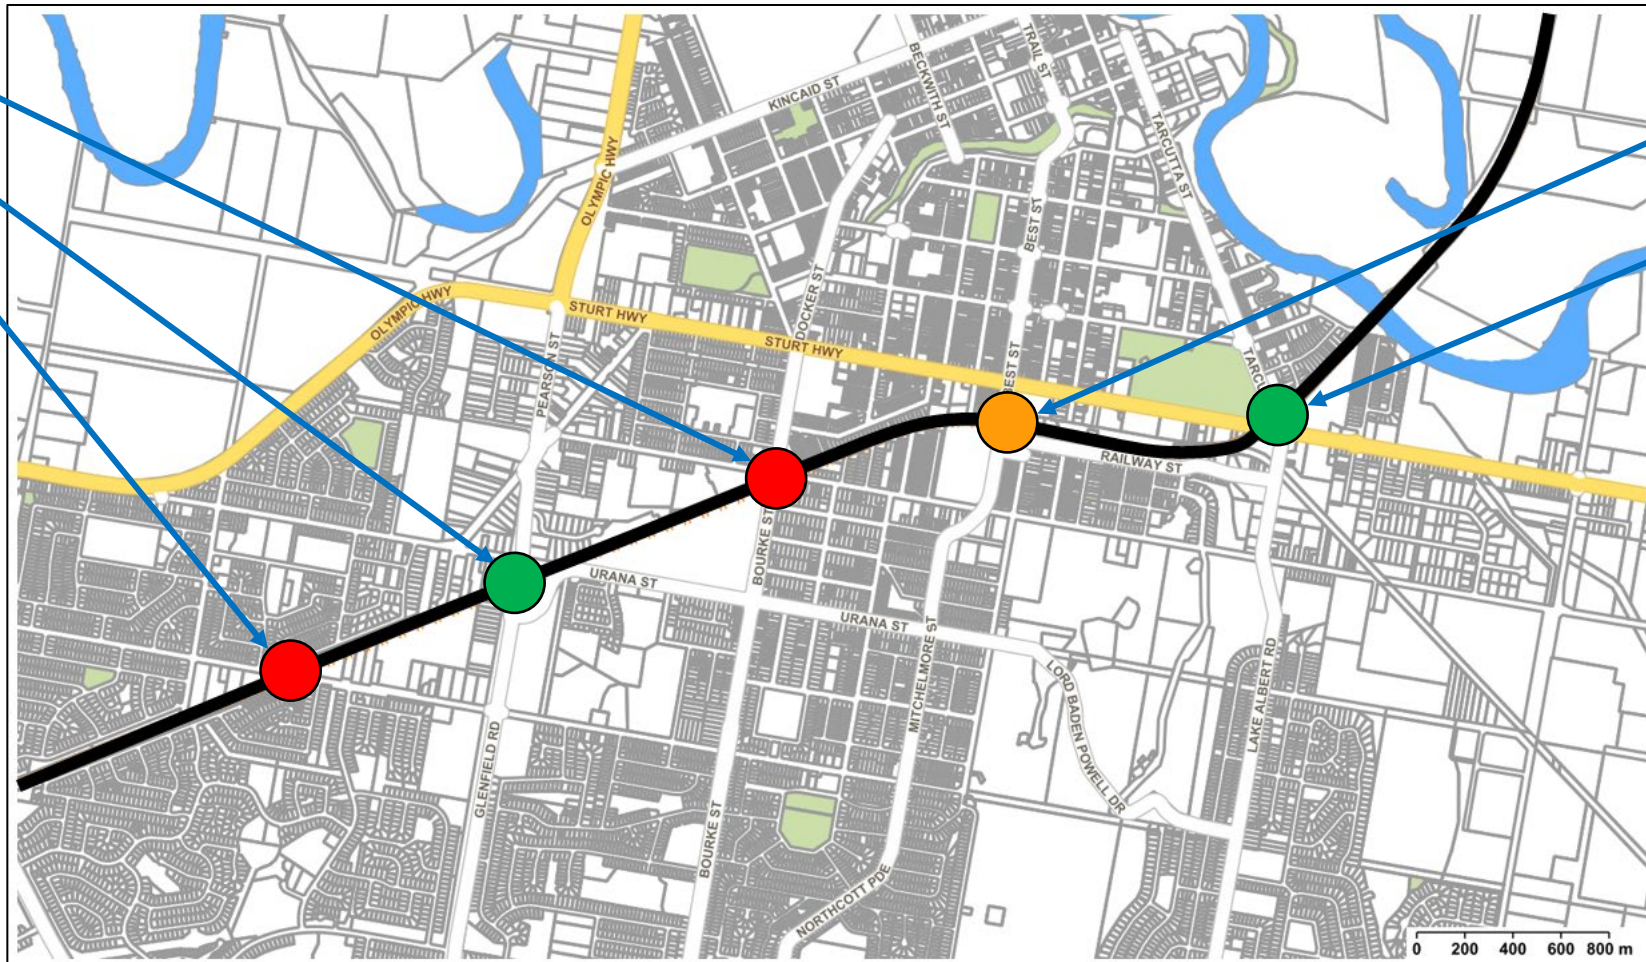 TRAIL ST
BECKWITH ST
KINCAID ST
TARCUTTA ST
OLYMPIC HWY
BEST ST
DOCKER ST
OLYMPIC HWY
STURT HWY
STURT HWY
PEARSON ST
BEST ST
TARCU
RAILWAY ST
BOURKE ST
URANA ST
URANA ST
MITCHELMORE ST
LORD BADEN POWELL DR
LAKE ALBERT RD
GLENFIELD RD
BOURKE ST
NORTHCOTT PDE
0 200 400 600 800 m